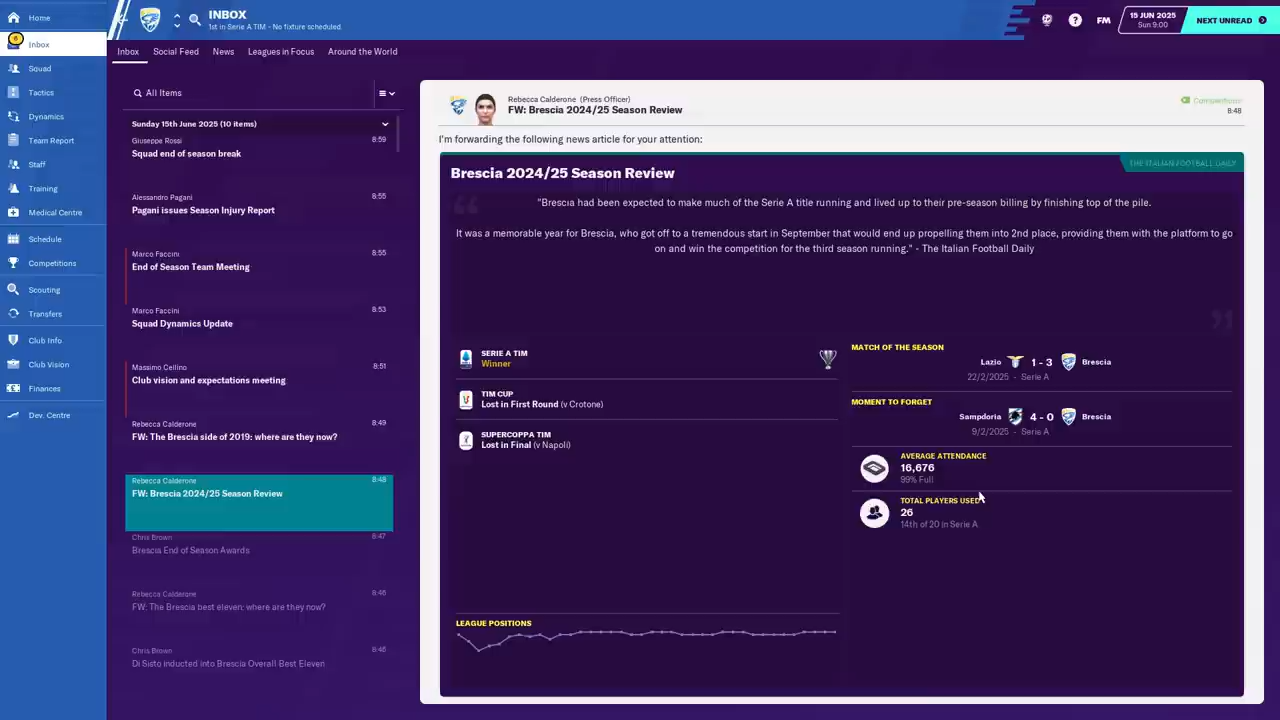 Home
Inbox
Squad
Tactics
Dynamics
Team Report
Staff
Training
Medical Centre
Schedule
Competitions
Scouting
Transfers
Club Info
Club Vision
Finances
Dev. Centre
INBOX
1st in Serie A TIM - No fixture scheduled.
?
FM
15 JUN 2025
Sun 9:00
NEXT UNREAD
Inbox Social Feed News Leagues in Focus Around the World
All Items
Sunday 15th June 2025 (10 items)
Giuseppe Rossi 8:59
Squad end of season break
Alessandro Pagani 8:55
Pagani issues Season Injury Report
Marco Faccini 8:55
End of Season Team Meeting
Marco Faccini 8:53
Squad Dynamics Update
Massimo Cellino 8:51
Club vision and expectations meeting
Rebecca Calderone 8:49
FW: The Brescia side of 2019: where are they now?
Rebecca Calderone 8:48
FW: Brescia 2024/25 Season Review
Chris Brown 8:47
Brescia End of Season Awards
Rebecca Calderone 8:46
FW: The Brescia best eleven: where are they now?
Chris Brown 8:46
Di Sisto inducted into Brescia Overall Best Eleven
Rebecca Calderone (Press Officer)
FW: Brescia 2024/25 Season Review
Competitions
8:48
I'm forwarding the following news article for your attention:
THE ITALIAN FOOTBALL DAILY
Brescia 2024/25 Season Review
"Brescia had been expected to make much of the Serie A title running and lived up to their pre-season billing by finishing top of the pile.
It was a memorable year for Brescia, who got off to a tremendous start in September that would end up propelling them into 2nd place, providing them with the platform to go
on and win the competition for the third season running." - The Italian Football Daily
SERIE A TIM
Winner
TIM CUP
Lost in First Round (v Crotone)
SUPERCOPPA TIM
Lost in Final (v Napoli)
LEAGUE POSITIONS
MATCH OF THE SEASON
Lazio 1 - 3 Brescia
22/2/2025 - Serie A
MOMENT TO FORGET
Sampdoria 4 - 0 Brescia
9/2/2025 - Serie A
AVERAGE ATTENDANCE
16,676
99% Full
TOTAL PLAYERS USED
26
14th of 20 in Serie A